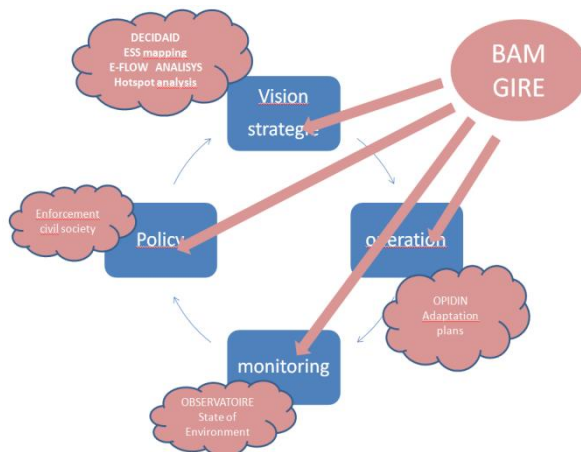 DECIDAID
ESS mapping
E-FLOW ANALISYS
Hotspot analysis
BAM
GIRE
Vision
strategie
Enforcement
civil society
Policy
operation
OPIDIN
Adaptation
plans
monitoring
OBSERVATOIRE
State of
Environment